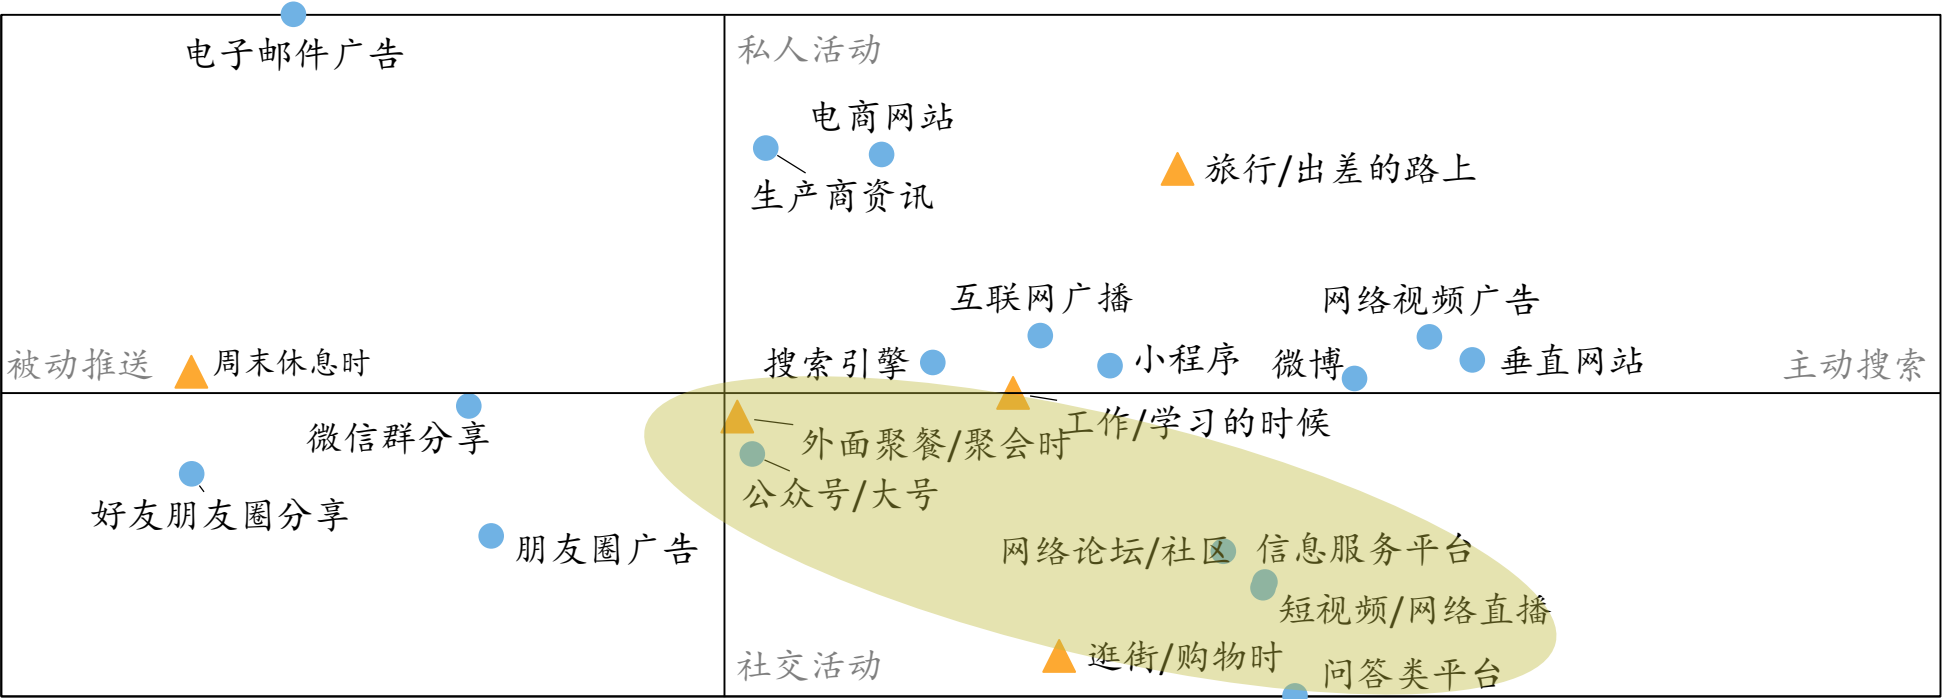 电子邮件广告
私人活动
电商网站
旅行/出差的路上
生产商资讯
互联网广播
网络视频广告
被动推送
周末休息时
搜索引擎
小程序
微博
垂直网站
主动搜索
微信群分享
外面聚餐/聚会时
工作/学习的时候
公众号/大号
好友朋友圈分享
朋友圈广告
网络论坛/社区
信息服务平台
短视频/网络直播
社交活动
逛街/购物时
问答类平台